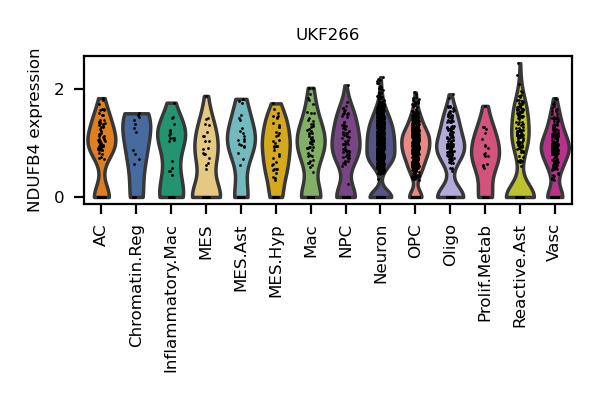 UKF266
NDUFB4 expression
2
0
AC
Chromatin.Reg
Inflammatory.Mac
MES
MES.Ast
MES.Hyp
Mac
NPC
Neuron
OPC
Oligo
Prolif.Metab
Reactive.Ast
Vasc